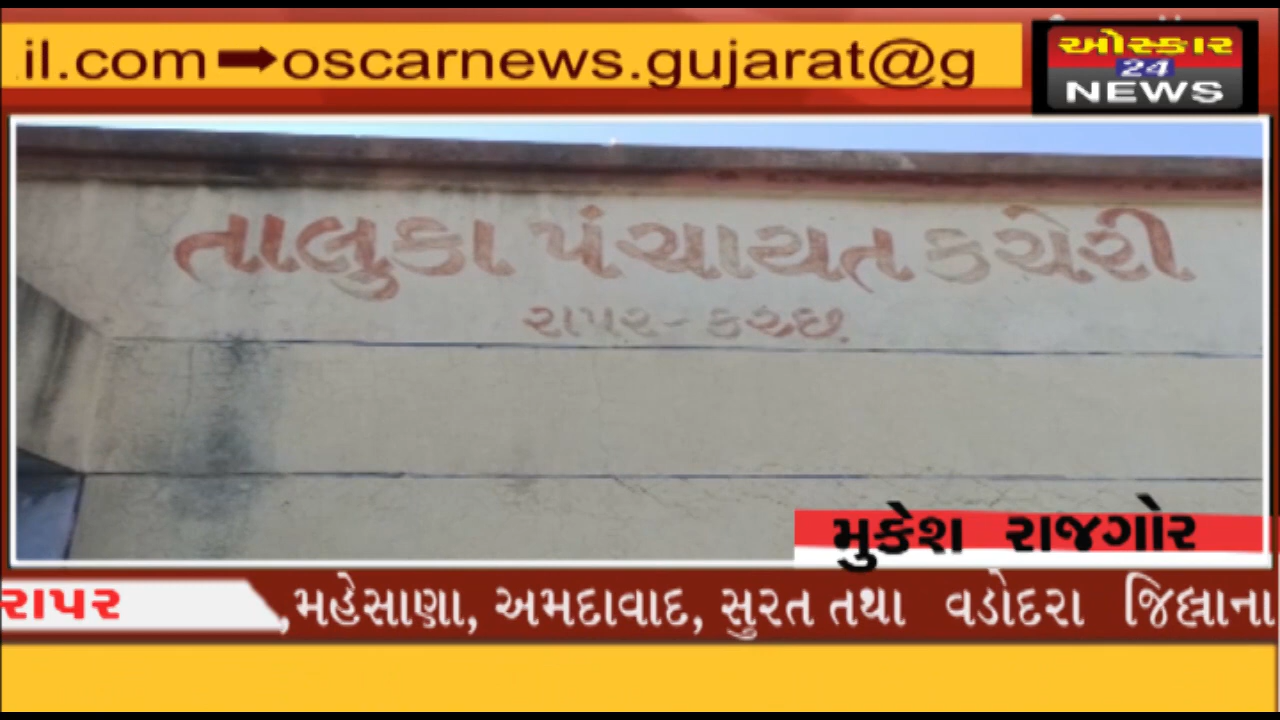 il.com➡oscarnews.gujarat@g
ઓસ્કાર
24
NEWS
તાલુકા પંચાયત કચેરી
રાપર-કચ્છ.
મુકેશ રાજગોર
રાપર
,મહેસાણા, અમદાવાદ, સુરત તથા વડોદરા જિલ્લાના